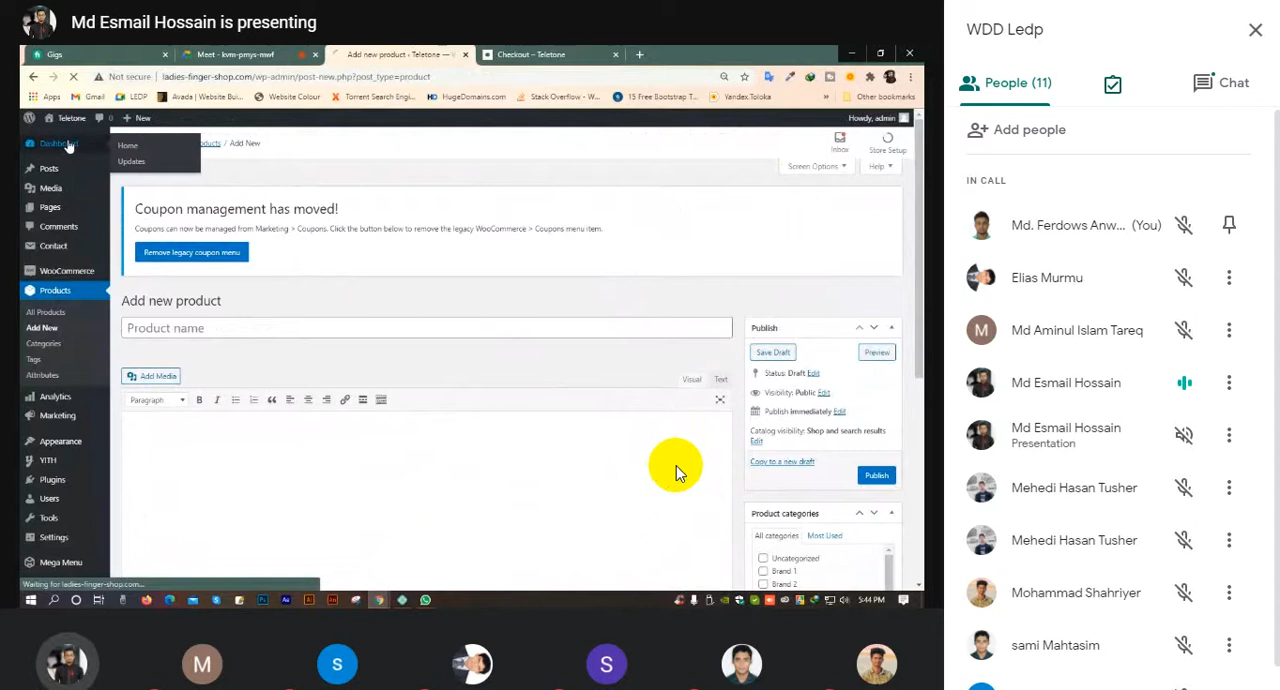 Md Esmail Hossain is presenting
Gigs
Meet - kvm-pmys-mwf
Add new product ‹ Teletone — W
Checkout – Teletone
Not secure | ladies-finger-shop.com/wp-admin/post-new.php?post_type=product
Apps
Gmail
LEDP
Avada | Website Bui...
Website Colour
Torrent Search Engi...
HugeDomains.com
Stack Overflow - W...
15 Free Bootstrap T...
Yandex.Toloka
»
Other bookmarks
Teletone
0
+ New
Howdy, admin
Dashboard
Home
Updates
Posts
Media
Pages
Comments
Contact
WooCommerce
Products
All Products
Add New
Categories
Tags
Attributes
Analytics
Marketing
Appearance
YITH
Plugins
Users
Tools
Settings
Mega Menu
oducts / Add New
Inbox
Store Setup
Screen Options
Help
Coupon management has moved!
Coupons can now be managed from Marketing > Coupons. Click the button below to remove the legacy WooCommerce > Coupons menu item.
Remove legacy coupon menu
Add new product
Product name
Add Media
Visual
Text
Paragraph
B
I
Publish
Save Draft
Preview
Status: Draft Edit
Visibility: Public Edit
Publish immediately Edit
Catalog visibility: Shop and search results
Edit
Copy to a new draft
Publish
Product categories
All categories
Most Used
Uncategorized
Brand 1
Brand 2
Waiting for ladies-finger-shop.com...
5:44 PM
M
s
S
WDD Ledp
People (11)
Chat
Add people
IN CALL
Md. Ferdows Anw... (You)
Elias Murmu
M
Md Aminul Islam Tareq
Md Esmail Hossain
Md Esmail Hossain
Presentation
Mehedi Hasan Tusher
Mehedi Hasan Tusher
Mohammad Shahriyer
sami Mahtasim